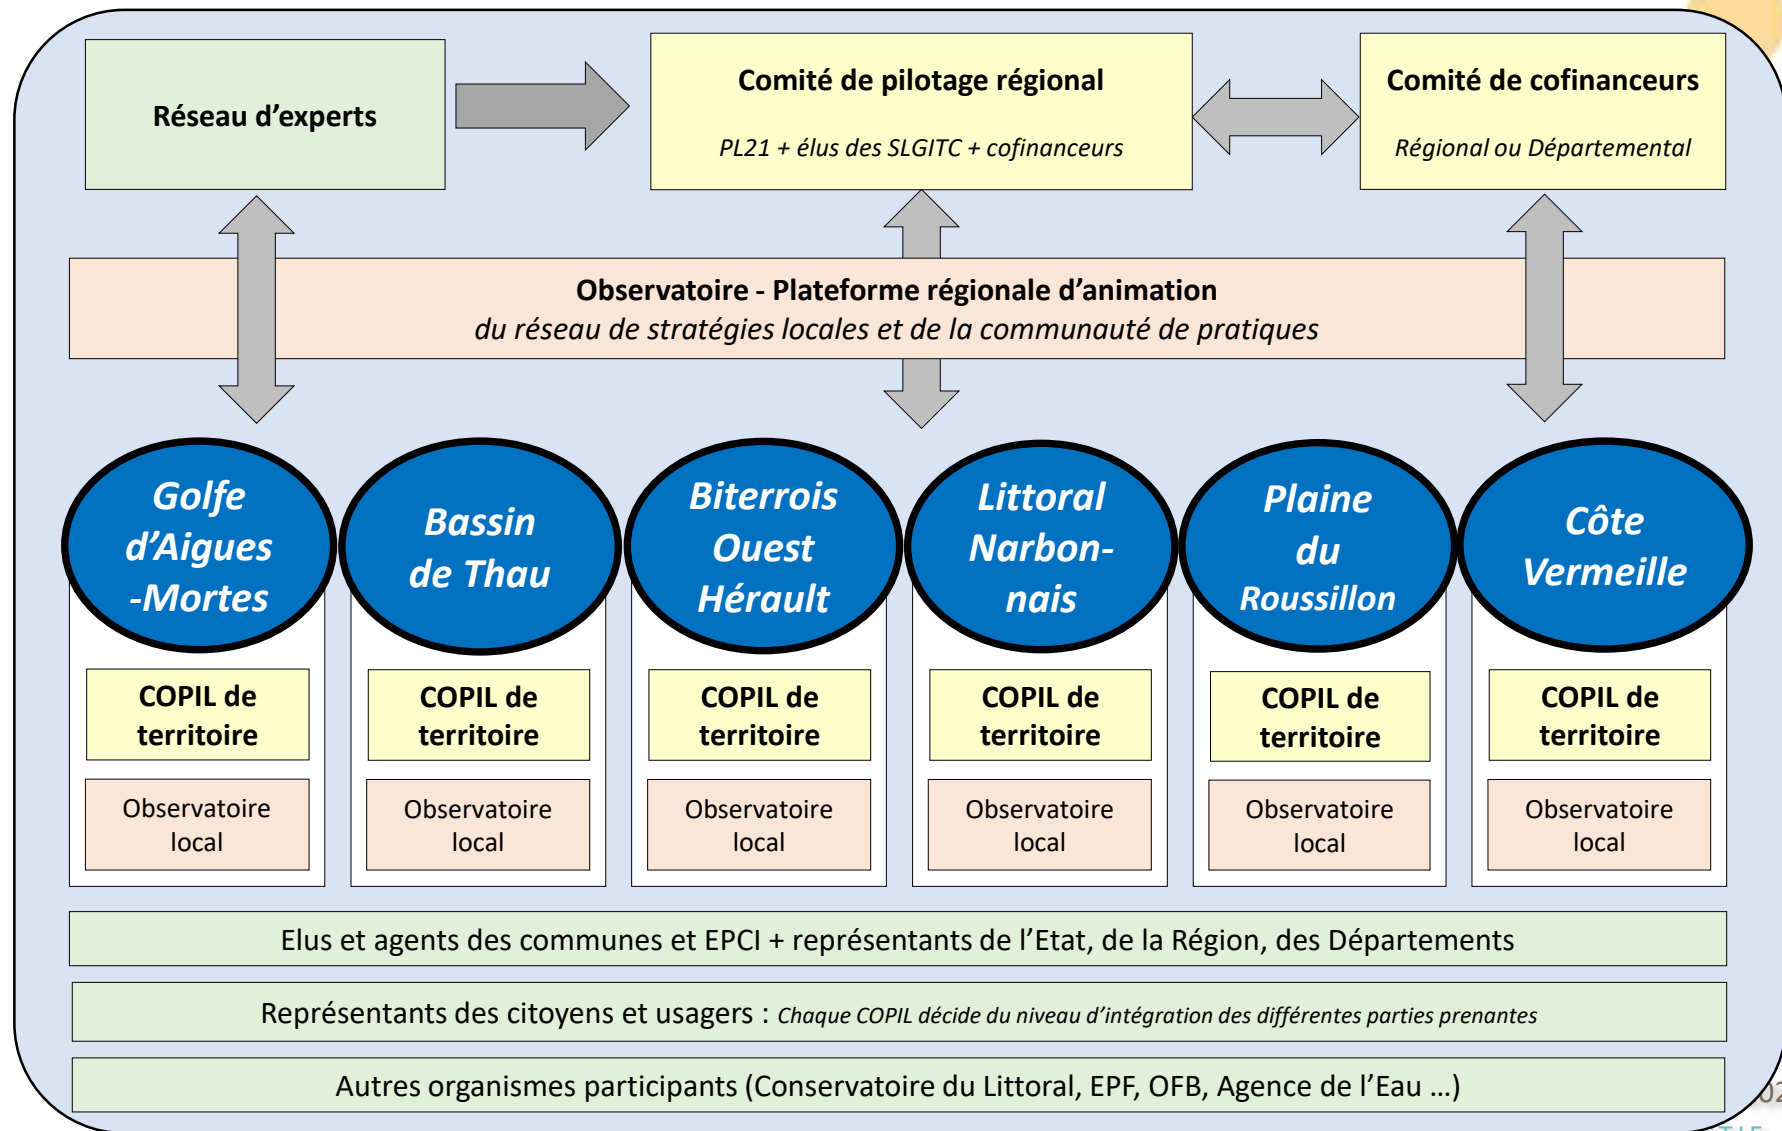 Réseau d'experts
Comité de pilotage régional
PL21 + élus des SLGITC + cofinanceurs
Comité de cofinanceurs
Régional ou Départemental
Observatoire - Plateforme régionale d'animation
du réseau de stratégies locales et de la communauté de pratiques
Golfe
d'Aigues
-Mortes
Bassin
de Thau
Biterrois
Ouest
Hérault
Littoral
Narbon-
nais
Plaine
du
Roussillon
Côte
Vermeille
COPIL de
territoire
COPIL de
territoire
COPIL de
territoire
COPIL de
territoire
COPIL de
territoire
COPIL de
territoire
Observatoire
local
Observatoire
local
Observatoire
local
Observatoire
local
Observatoire
local
Observatoire
local
Elus et agents des communes et EPCI + représentants de l'Etat, de la Région, des Départements
Représentants des citoyens et usagers : Chaque COPIL décide du niveau d'intégration des différentes parties prenantes
Autres organismes participants (Conservatoire du Littoral, EPF, OFB, Agence de l'Eau ...)